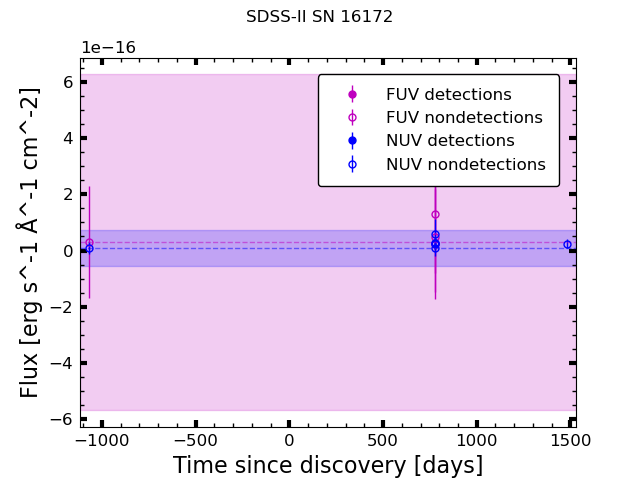 SDSS-II SN 16172
1e−16
FUV detections
FUV nondetections
NUV detections
NUV nondetections
6
4
2
0
−2
−4
−6
Flux [erg s^-1 Å^-1 cm^-2]
−1000 −500 0 500 1000 1500
Time since discovery [days]